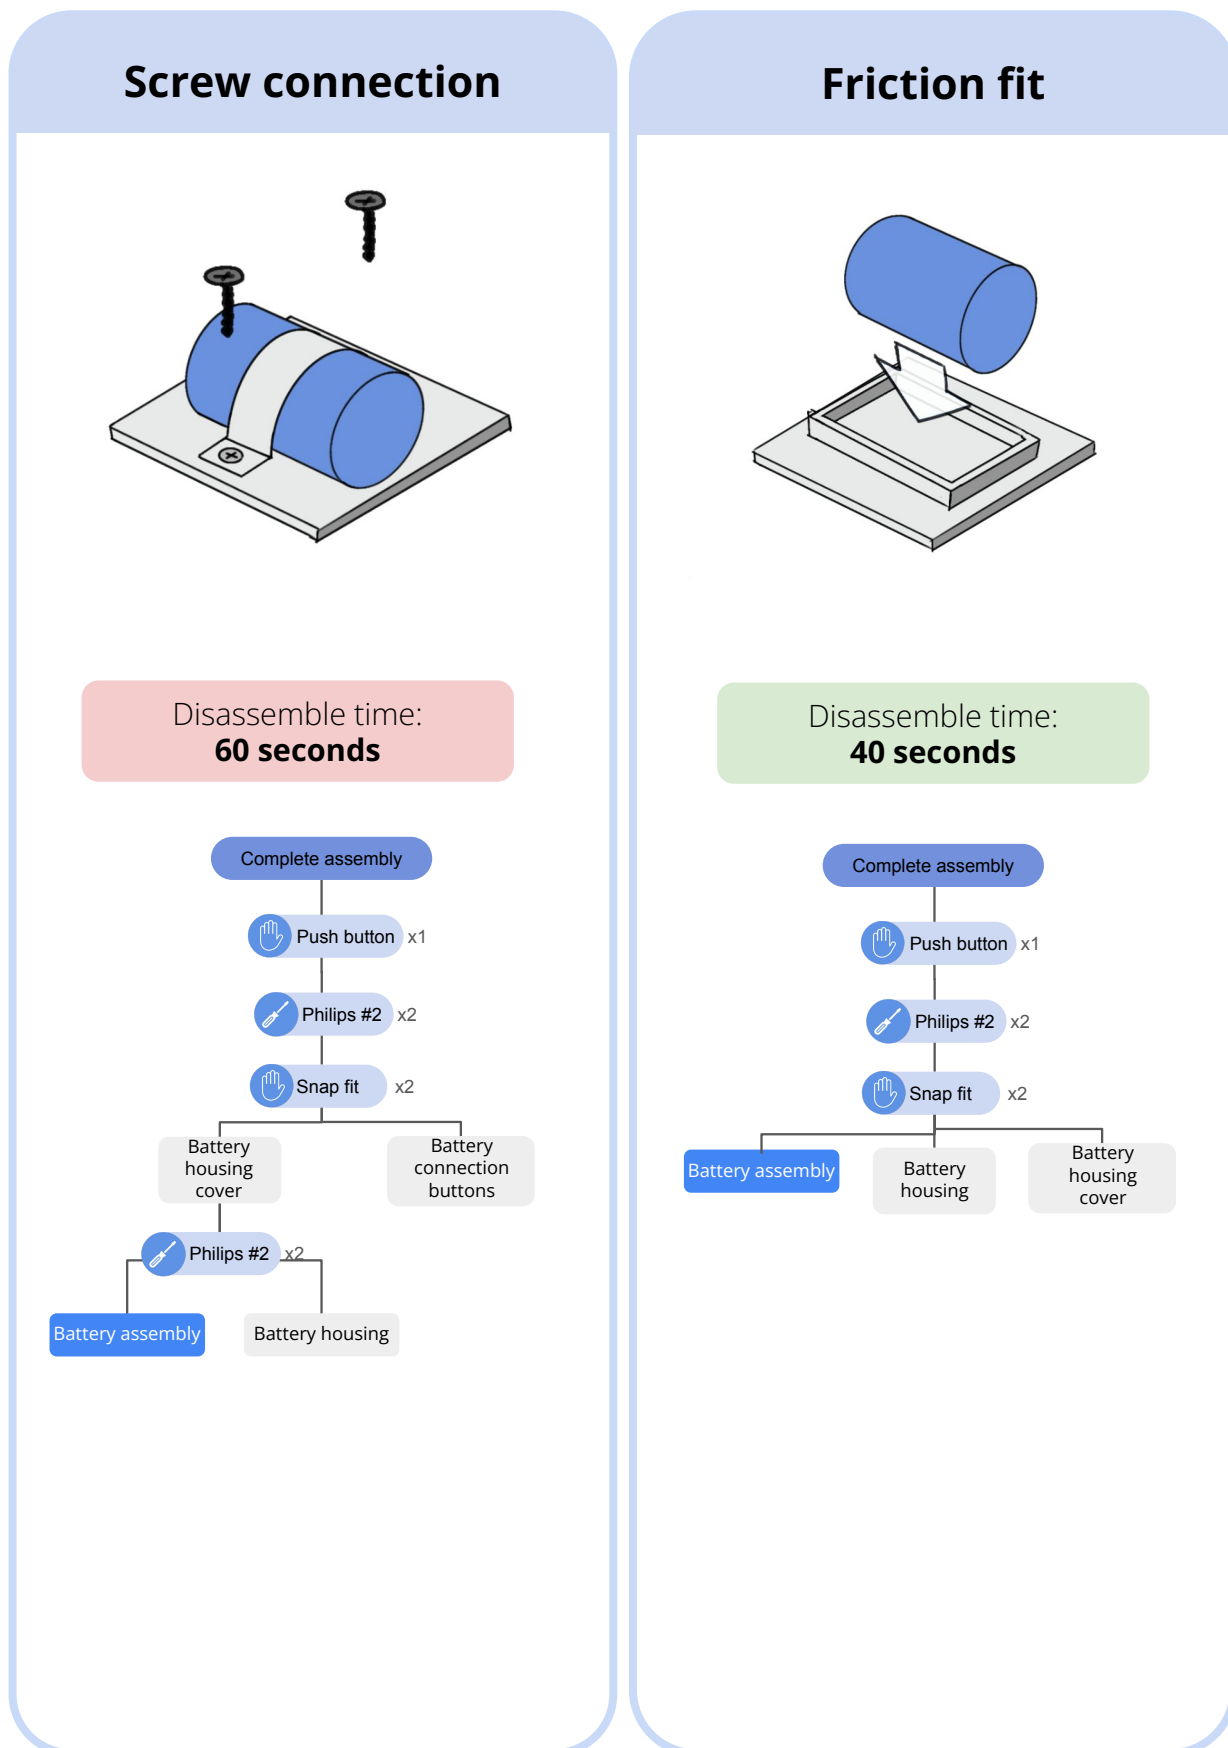 Screw connection
Disassemble time:
60 seconds
Complete assembly
Push button x1
Philips #2 x2
Snap fit x2
Battery
housing
cover
Battery
connection
buttons
Philips #2 x2
Battery assembly
Battery housing
Friction fit
Disassemble time:
40 seconds
Complete assembly
Push button x1
Philips #2 x2
Snap fit x2
Battery assembly
Battery
housing
Battery
housing
cover